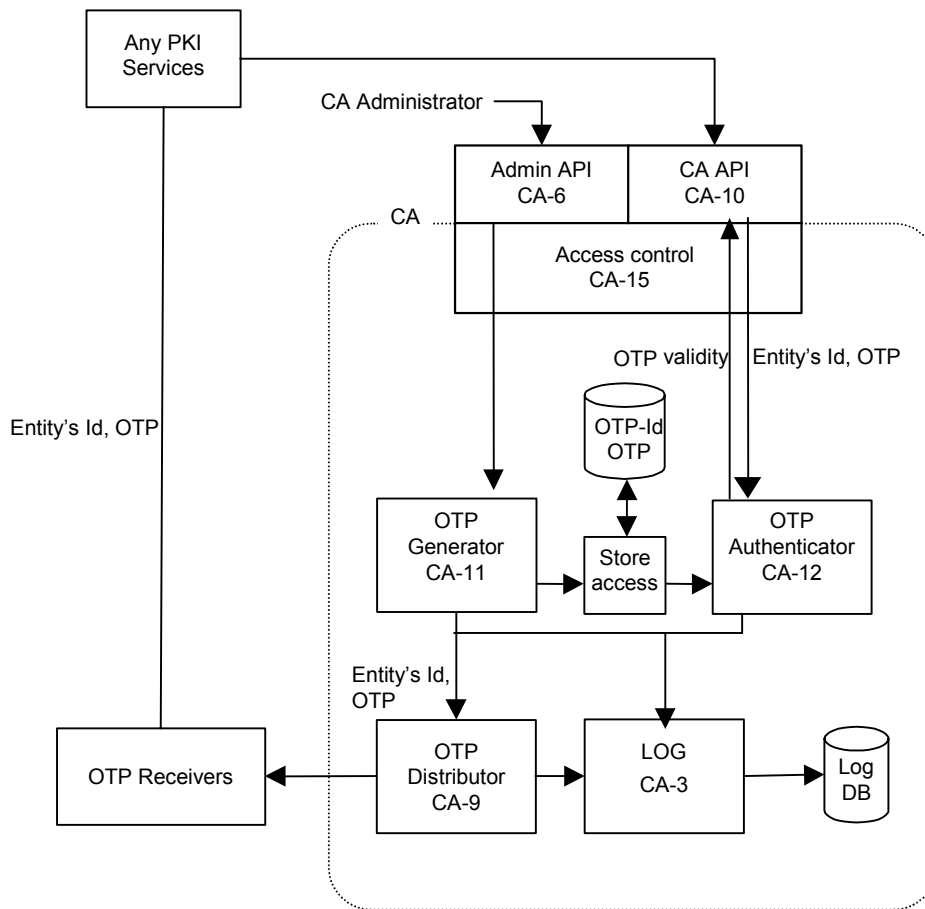 Any PKI
Services
CA Administrator
Admin API
CA-6
CA API
CA-10
CA
Access control
CA-15
OTP validity
Entity's Id, OTP
Entity's Id, OTP
OTP-Id
OTP
OTP
Generator
CA-11
Store
access
OTP
Authenticator
CA-12
Entity's Id,
OTP
OTP Receivers
OTP
Distributor
CA-9
LOG
CA-3
Log
DB